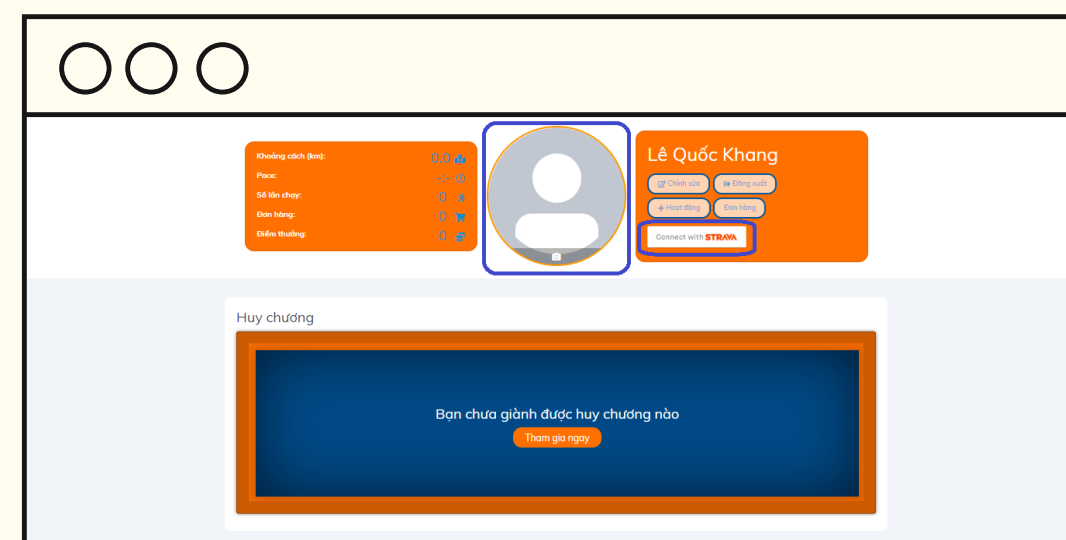 Khoảng cách (km): 0.0
Pace: -:-
Số lần chạy: 0
Đơn hàng: 0
Điểm thưởng: 0
Lê Quốc Khang
Chỉnh sửa Đăng xuất
+ Hoạt động Đơn hàng
Connect with STRAVA
Huy chương
Bạn chưa giành được huy chương nào
Tham gia ngay